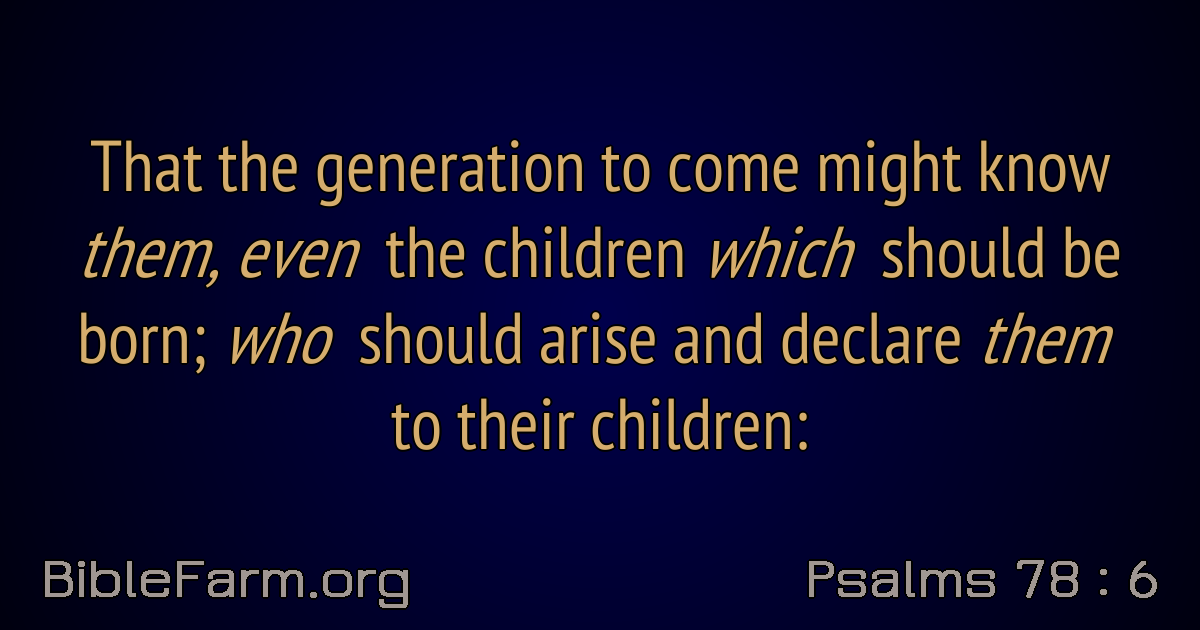 That the generation to come might know
them, even the children which should be
born; who should arise and declare them
to their children:
BibleFarm.org
Psalms 78 : 6